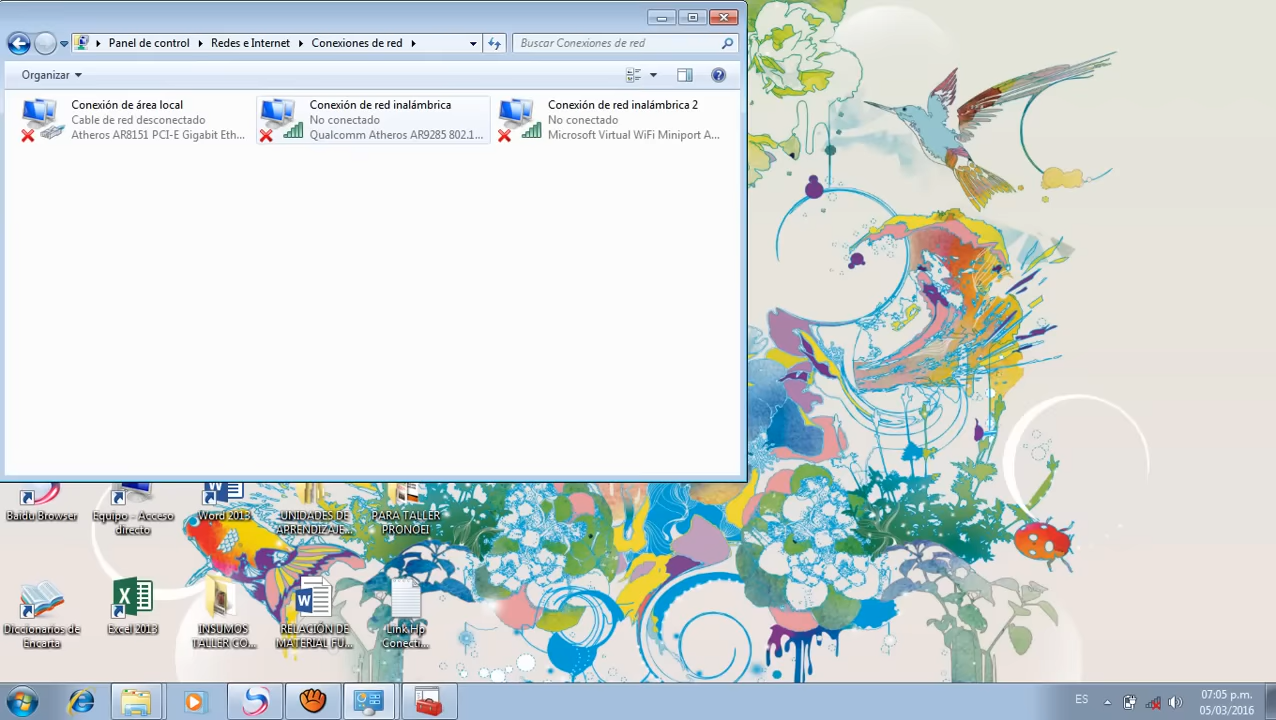 Panel de control
Redes e Internet
Conexiones de red
Buscar Conexiones de red
Organizar
Conexión de área local
Cable de red desconectado
Atheros AR8151 PCI-E Gigabit Eth...
Conexión de red inalámbrica
No conectado
Qualcomm Atheros AR9285 802.1...
Conexión de red inalámbrica 2
No conectado
Microsoft Virtual WiFi Miniport A...
Baidu Browser
Equipo - Acceso
directo
Word 2013
UNIDADES DE
APRENDIZAJE...
PARA TALLER
PRONOEI
Diccionarios de
Encarta
Excel 2013
INSUMOS
TALLER CO...
RELACIÓN DE
MATERIAL FU...
Link Hp
Conecti...
ES
07:05 p.m.
05/03/2016